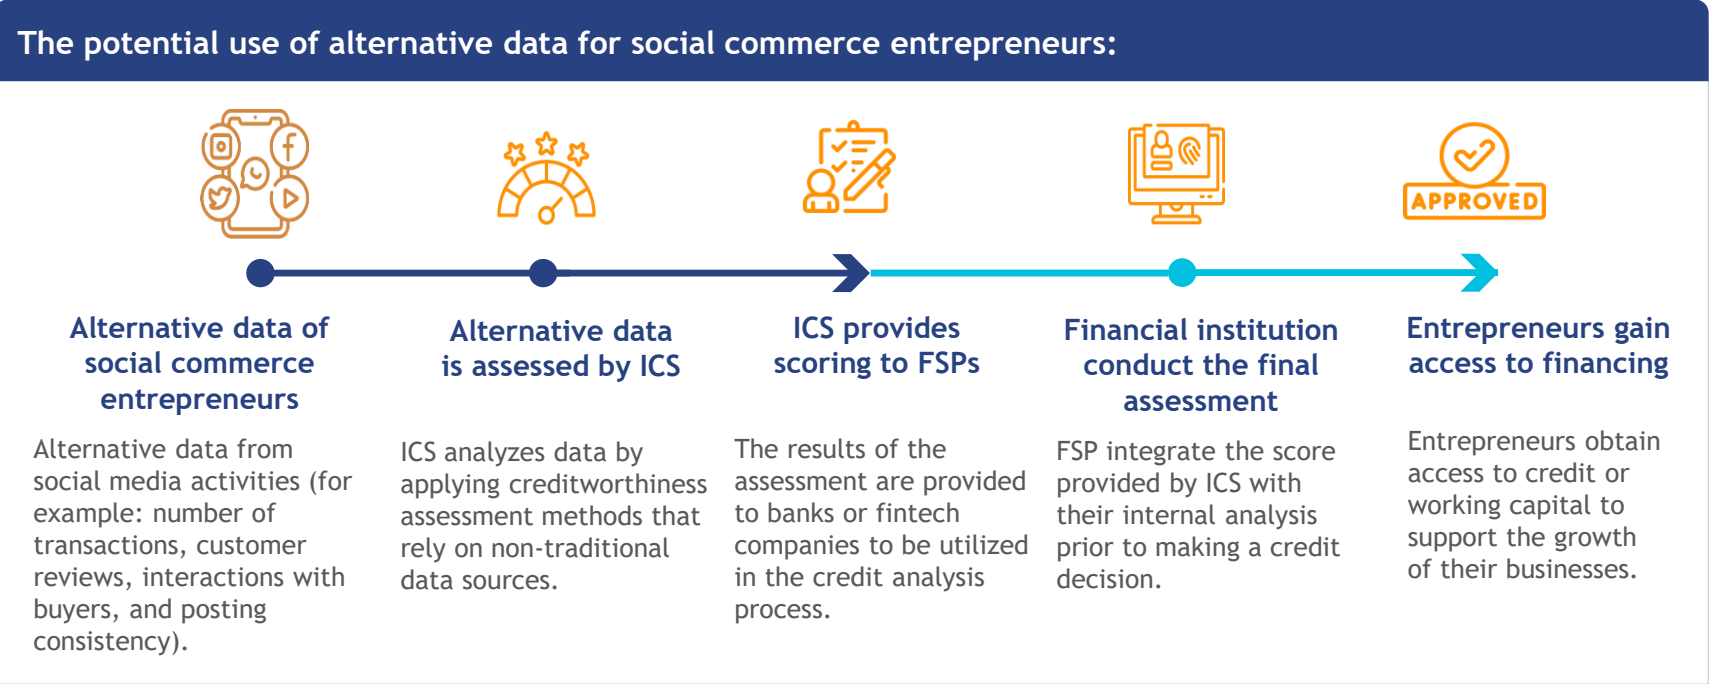 The potential use of alternative data for social commerce entrepreneurs:
APPROVED
Alternative data of
social commerce
entrepreneurs
Alternative data from
social media activities (for
example: number of
transactions, customer
reviews, interactions with
buyers, and posting
consistency).
Alternative data
is assessed by ICS
ICS analyzes data by
applying creditworthiness
assessment methods that
rely on non-traditional
data sources.
ICS provides
scoring to FSPs
The results of the
assessment are provided
to banks or fintech
companies to be utilized
in the credit analysis
process.
Financial institution
conduct the final
assessment
FSP integrate the score
provided by ICS with
their internal analysis
prior to making a credit
decision.
Entrepreneurs gain
access to financing
Entrepreneurs obtain
access to credit or
working capital to
support the growth
of their businesses.